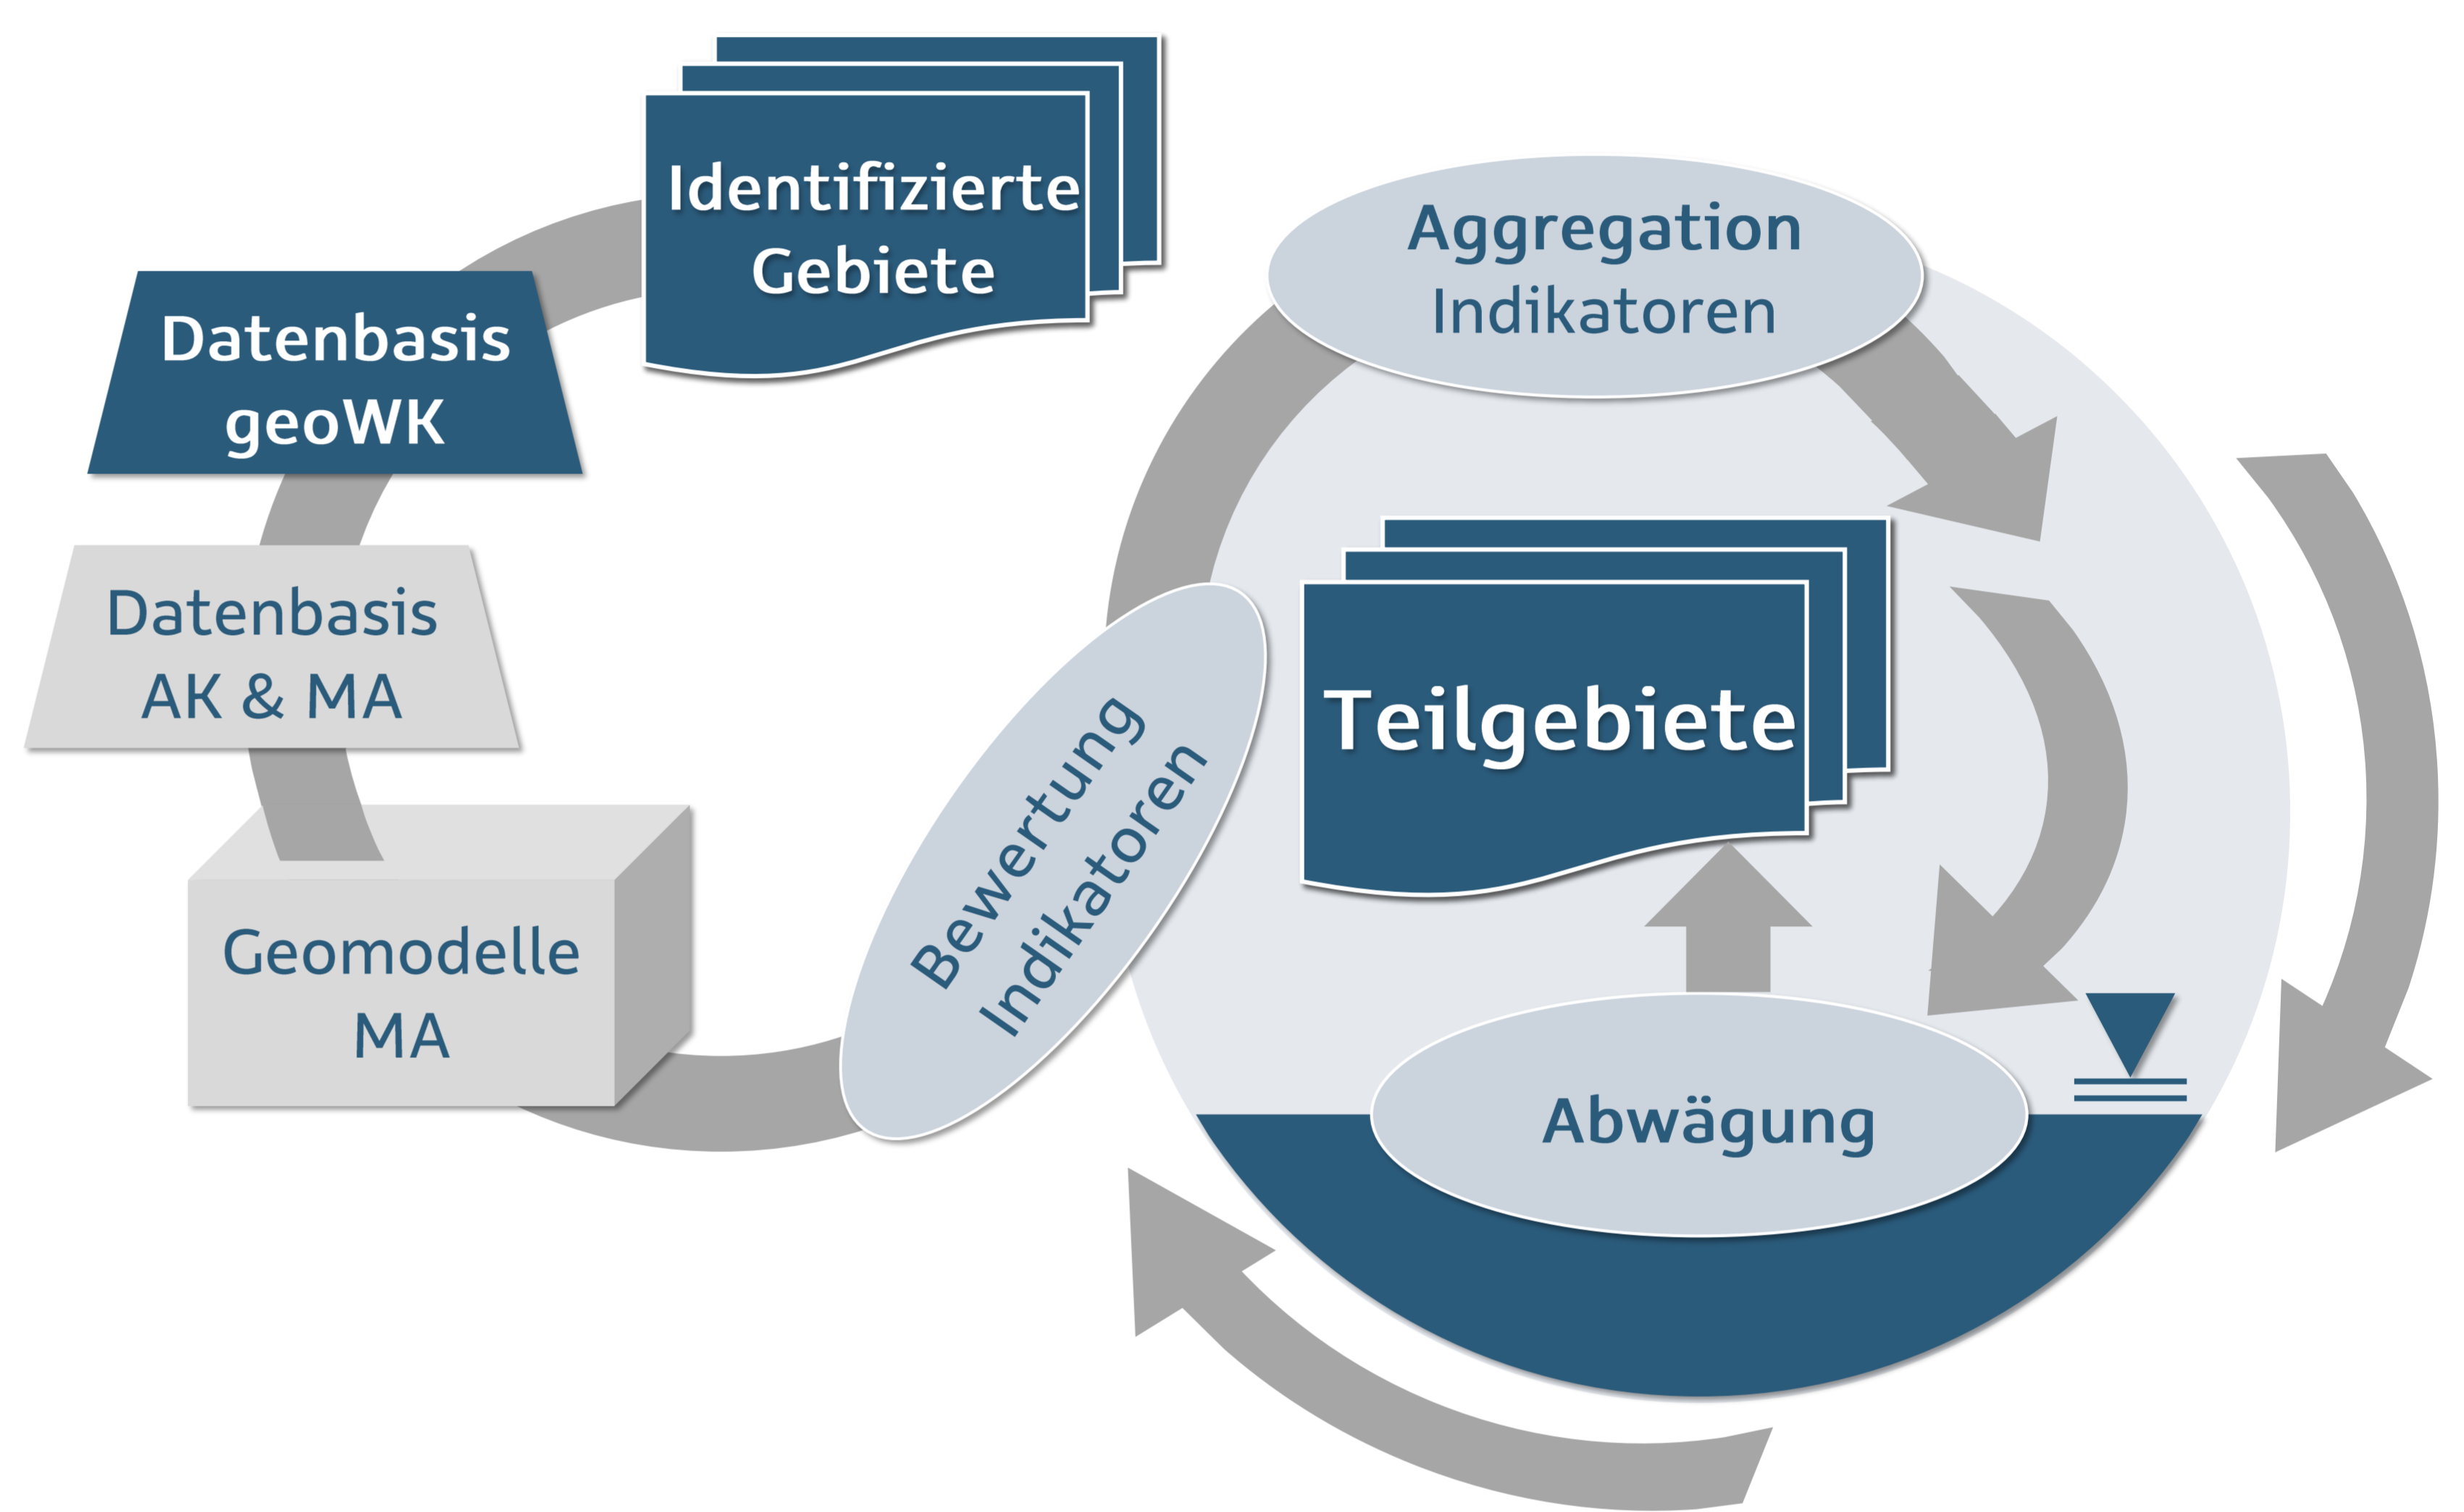 Identifizierte
Gebiete
Datenbasis
geoWK
Datenbasis
AK & MA
Geomodelle
MA
Bewertung
Indikatoren
Aggregation
Indikatoren
Teilgebiete
Abwägung